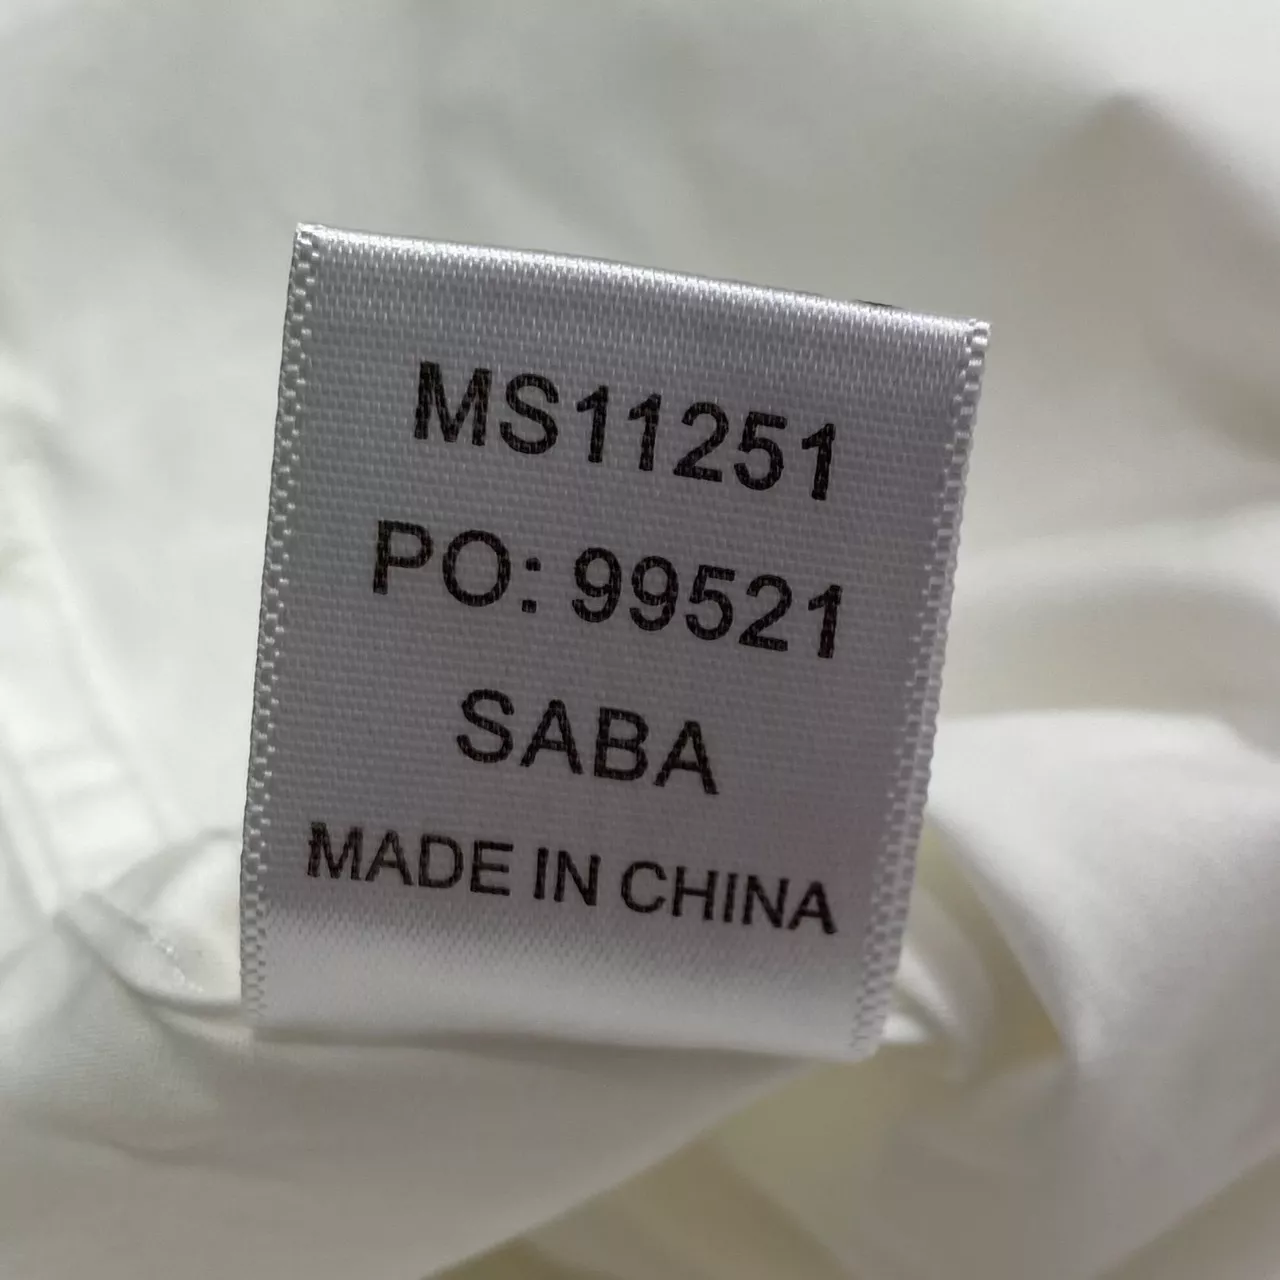 MS11251
PO: 99521
SABA
MADE IN CHINA